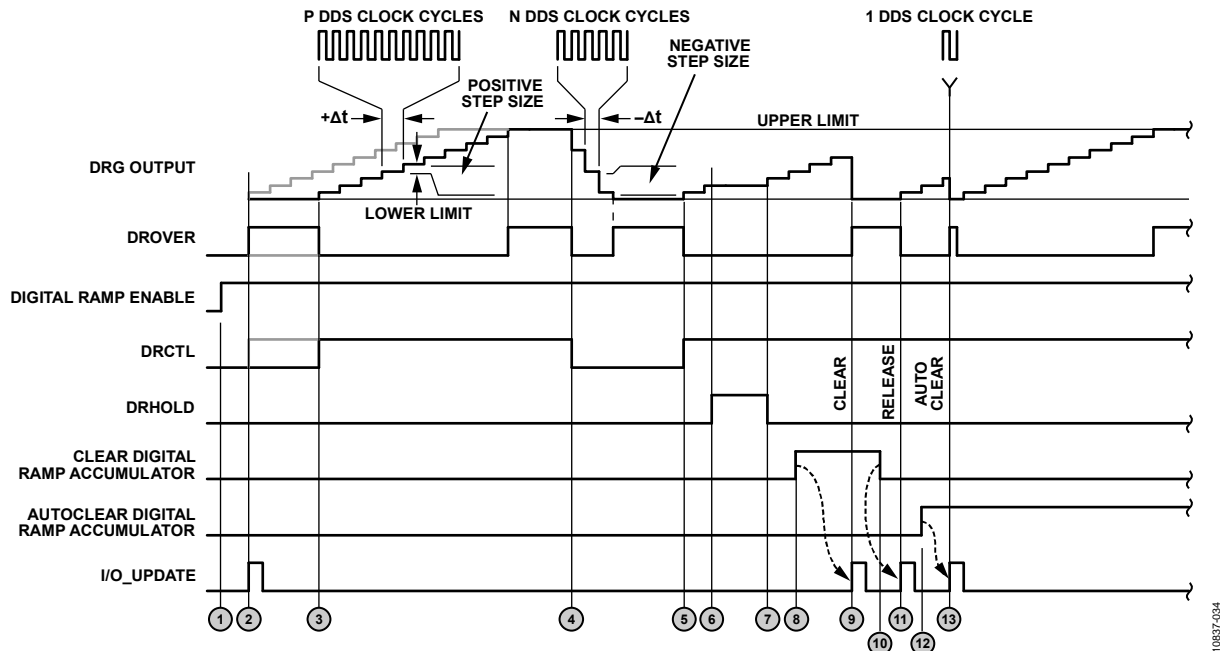 P DDS CLOCK CYCLES
N DDS CLOCK CYCLES
1 DDS CLOCK CYCLE
NEGATIVE
STEP SIZE
POSITIVE
STEP SIZE
+Δt
–Δt
UPPER LIMIT
DRG OUTPUT
LOWER LIMIT
DROVER
DIGITAL RAMP ENABLE
DRCTL
CLEAR
RELEASE
AUTO
CLEAR
DRHOLD
CLEAR DIGITAL
RAMP ACCUMULATOR
AUTOCLEAR DIGITAL
RAMP ACCUMULATOR
I/O_UPDATE
1
2
3
4
5
6
7
8
9
10
11
12
13
10837-034